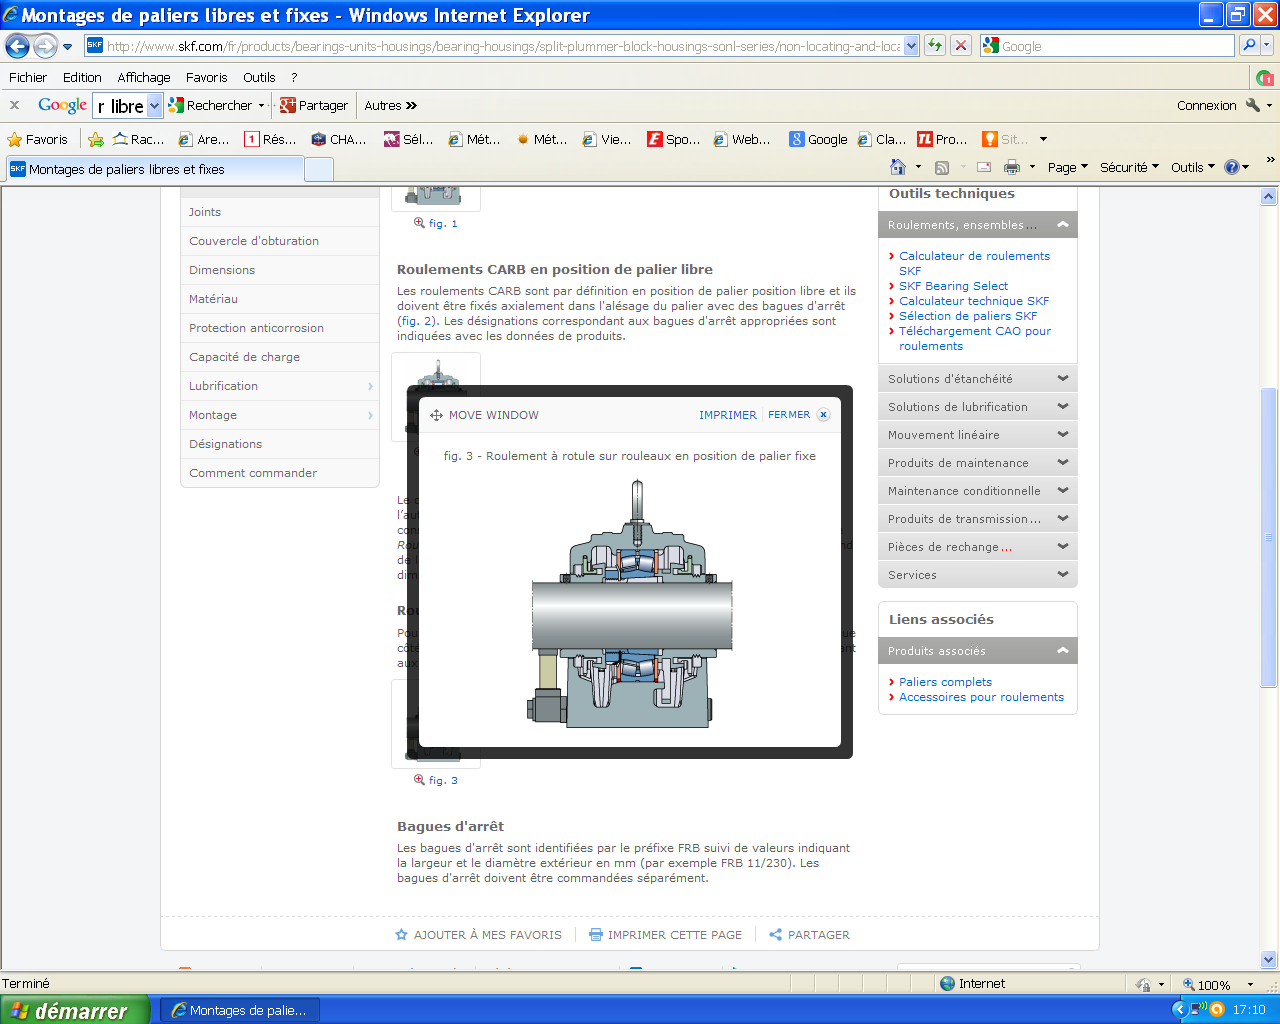 Montages de paliers libres et fixes - Windows Internet Explorer
http://www.skf.com/fr/products/bearings-units-housings/bearing-housings/split-plummer-block-housings-sonl-series/non-locating-and-loca
Google
Fichier Edition Affichage Favoris Outils ?
1
x Google r libre Rechercher Partager Autres »
Connexion
Favoris Rac... Are... 1 Rés... CHA... Sél... Mét... Mét... Vie... E Spo... Web... Google Cla... TL Pro... Sit...
SKF Montages de paliers libres et fixes
Page Sécurité Outils »
Joints
Couvercle d'obturation
Dimensions
Matériau
Protection anticorrosion
Capacité de charge
Lubrification
Montage
Désignations
Comment commander
fig. 1
Roulements CARB en position de palier libre
Les roulements CARB sont par définition en position de palier position libre et ils
doivent être fixés axialement dans l'alésage du palier avec des bagues d'arrêt
(fig. 2). Les désignations correspondant aux bagues d'arrêt appropriées sont
indiquées avec les données de produits.
MOVE WINDOW
IMPRIMER FERMER
fig. 3 - Roulement à rotule sur rouleaux en position de palier fixe
fig. 3
Bagues d'arrêt
Les bagues d'arrêt sont identifiées par le préfixe FRB suivi de valeurs indiquant
la largeur et le diamètre extérieur en mm (par exemple FRB 11/230). Les
bagues d'arrêt doivent être commandées séparément.
AJOUTER À MES FAVORIS IMPRIMER CETTE PAGE PARTAGER
Outils techniques
Roulements, ensembles...
Calculateur de roulements
SKF
SKF Bearing Select
Calculateur technique SKF
Sélection de paliers SKF
Téléchargement CAO pour
roulements
Solutions d'étanchéité
Solutions de lubrification
Mouvement linéaire
Produits de maintenance
Maintenance conditionnelle
Produits de transmission...
Pièces de rechange...
Services
Liens associés
Produits associés
Paliers complets
Accessoires pour roulements
Terminé
Internet
100%
démarrer
Montages de palie...
17:10